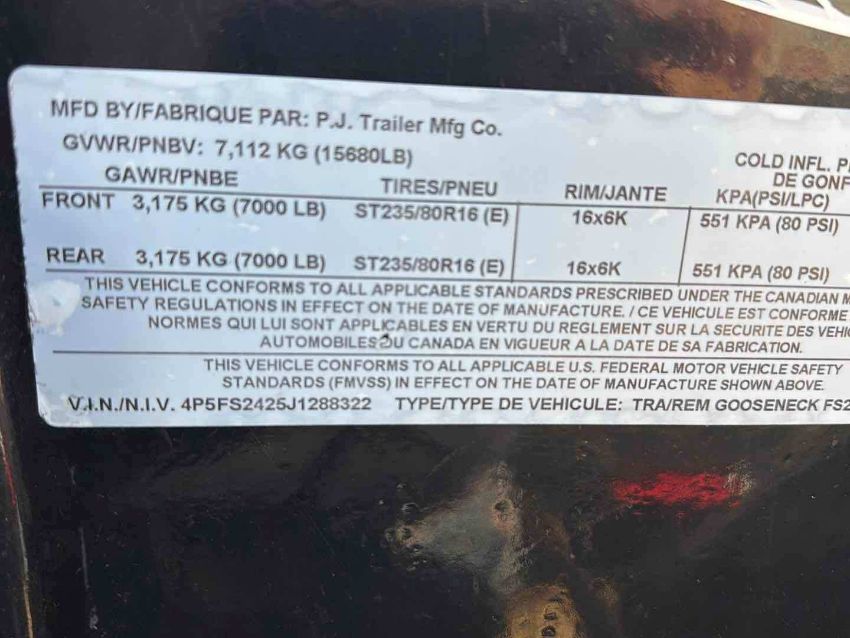 MFD BY/FABRIQUE PAR: P.J. Trailer Mfg Co.
GVWR/PNBV: 7,112 KG (15680LB)
GAWR/PNBE TIRES/PNEU RIM/JANTE COLD INFL. P
DE GONF
KPA(PSI/LPC)
FRONT 3,175 KG (7000 LB) ST235/80R16 (E) 16x6K 551 KPA (80 PSI)
REAR 3,175 KG (7000 LB) ST235/80R16 (E) 16x6K 551 KPA (80 PSI)
THIS VEHICLE CONFORMS TO ALL APPLICABLE STANDARDS PRESCRIBED UNDER THE CANADIAN M
SAFETY REGULATIONS IN EFFECT ON THE DATE OF MANUFACTURE. / CE VEHICULE EST CONFORME
NORMES QUI LUI SONT APPLICABLES EN VERTU DU REGLEMENT SUR LA SECURITE DES VEHIC
AUTOMOBILES DU CANADA EN VIGUEUR A LA DATE DE SA FABRICATION.
THIS VEHICLE CONFORMS TO ALL APPLICABLE U.S. FEDERAL MOTOR VEHICLE SAFETY
STANDARDS (FMVSS) IN EFFECT ON THE DATE OF MANUFACTURE SHOWN ABOVE.
V.I.N./N.I.V. 4P5FS2425J1288322 TYPE/TYPE DE VEHICULE: TRA/REM GOOSENECK FS2